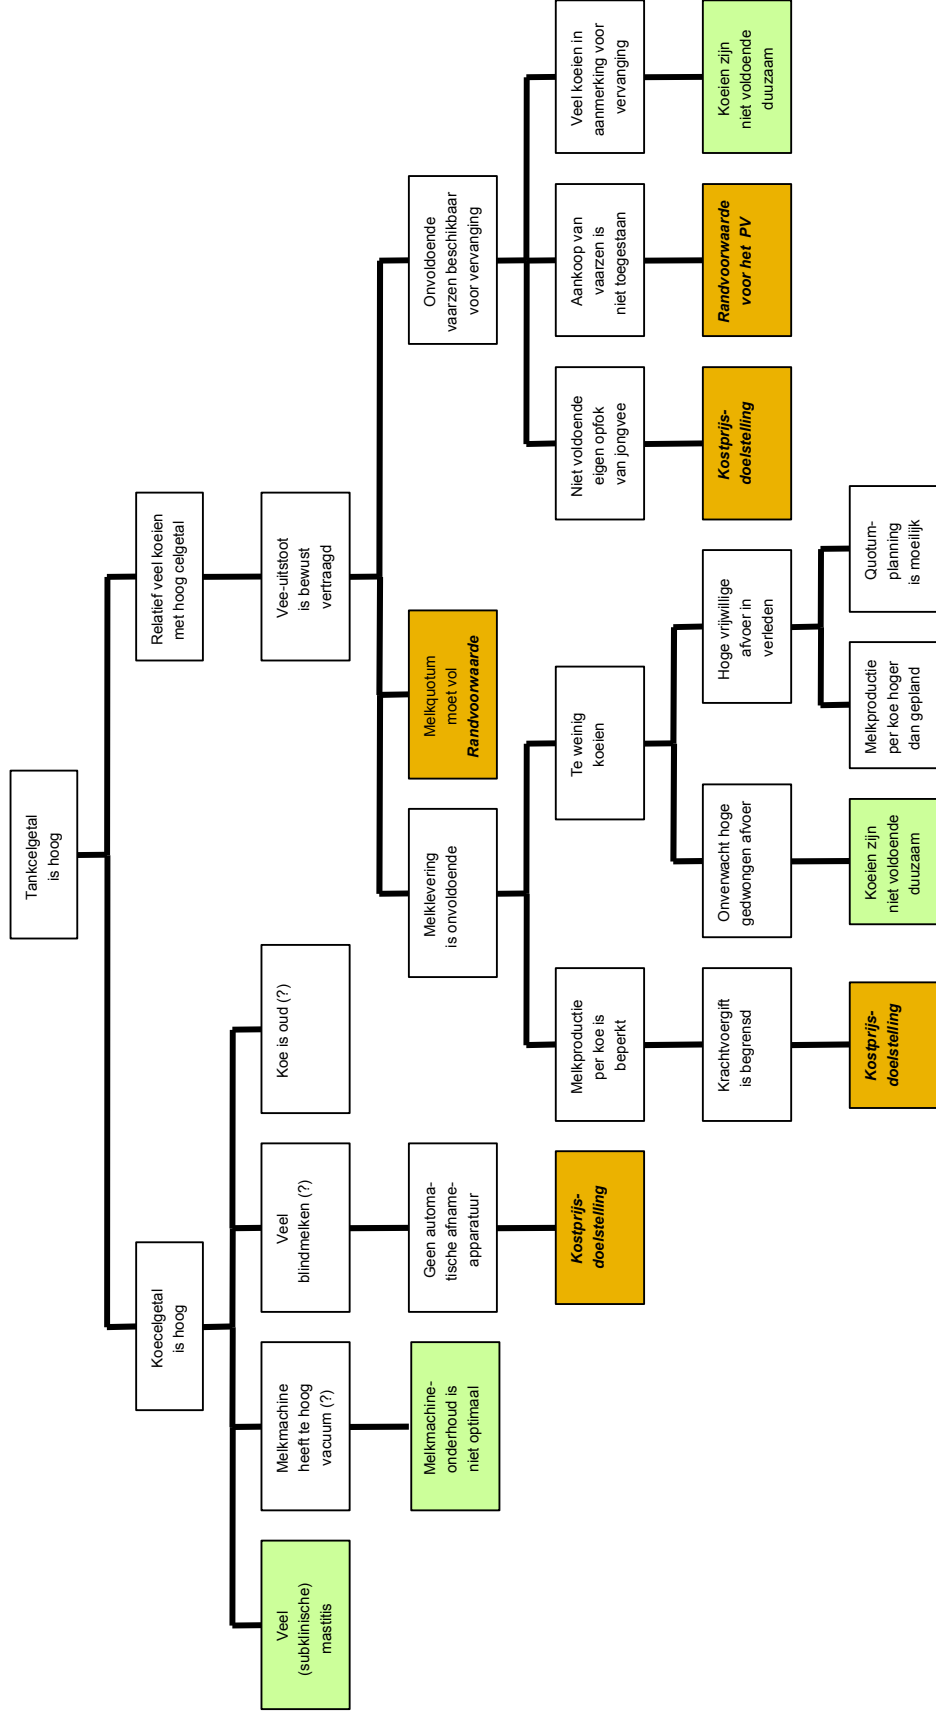 Tankcelgetal
is hoog
Koecelgetal
is hoog
Relatief veel koeien
met hoog celgetal
Veel
(subklinische)
mastitis
Melkmachine
heeft te hoog
vacuum (?)
Veel
blindmelken (?)
Koe is oud (?)
Vee-uitstoot
is bewust
vertraagd
Melkmachine-
onderhoud is
niet optimaal
Geen automa-
tische afname-
apparatuur
Melklevering
is onvoldoende
Melkquotum
moet vol
Randvoorwaarde
Onvoldoende
vaarzen beschikbaar
voor vervanging
Kostprijs-
doelstelling
Melkproductie
per koe is
beperkt
Te weinig
koeien
Niet voldoende
eigen opfok
van jongvee
Aankoop van
vaarzen is
niet toegestaan
Veel koeien in
aanmerking voor
vervanging
Krachtvoergift
is begrensd
Onverwacht hoge
gedwongen afvoer
Hoge vrijwillige
afvoer in
verleden
Kostprijs-
doelstelling
Randvoorwaarde
voor het PV
Koeien zijn
niet voldoende
duuzaam
Kostprijs-
doelstelling
Koeien zijn
niet voldoende
duuzaam
Melkproductie
per koe hoger
dan gepland
Quotum-
planning
is moeilijk